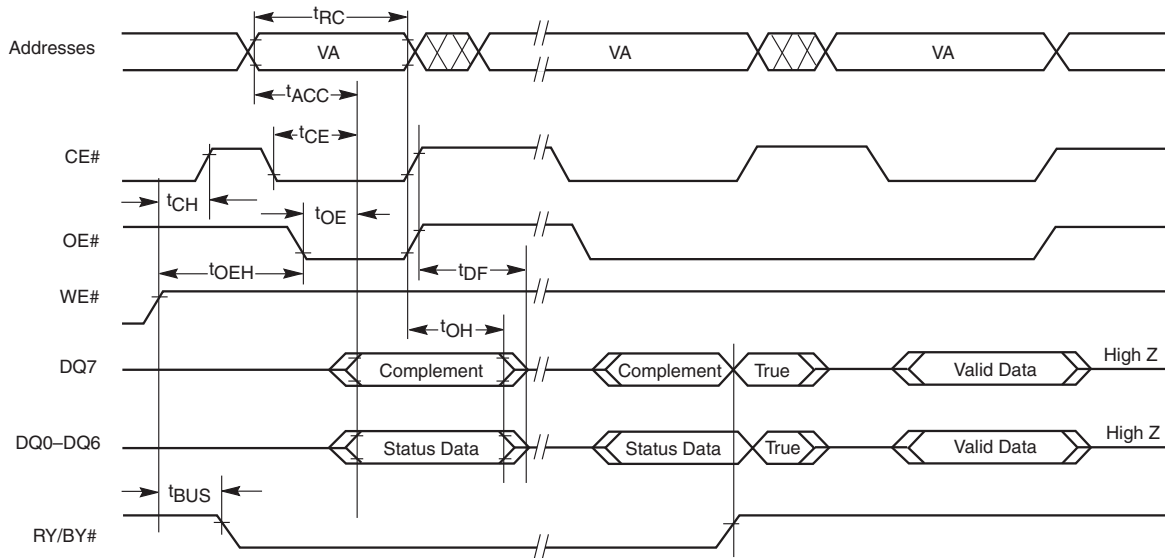 tRC
Addresses VA VA VA
tACC
tCE
CE#
tCH tOE
OE#
tOEH tDF
WE#
tOH
DQ7 Complement Complement True Valid Data High Z
DQ0–DQ6 Status Data Status Data True Valid Data High Z
tBUS
RY/BY#